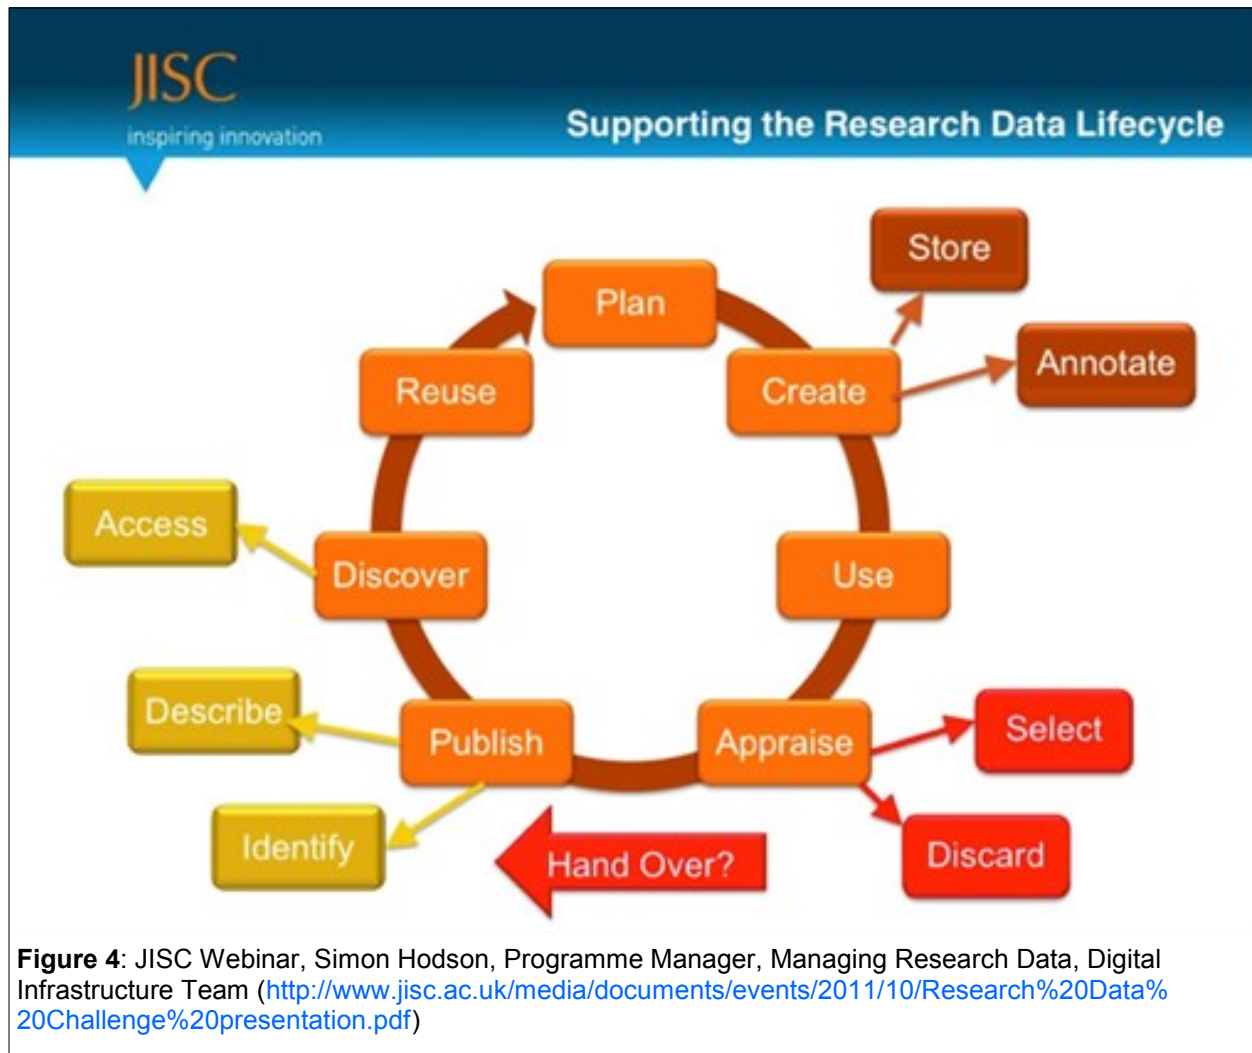 JISC
inspiring innovation
Supporting the Research Data Lifecycle
Store
Plan
Annotate
Reuse
Create
Access
Discover
Use
Describe
Publish
Appraise
Select
Identify
Hand Over?
Discard
Figure 4: JISC Webinar, Simon Hodson, Programme Manager, Managing Research Data, Digital
Infrastructure Team (http://www.jisc.ac.uk/media/documents/events/2011/10/Research%20Data%
20Challenge%20presentation.pdf)